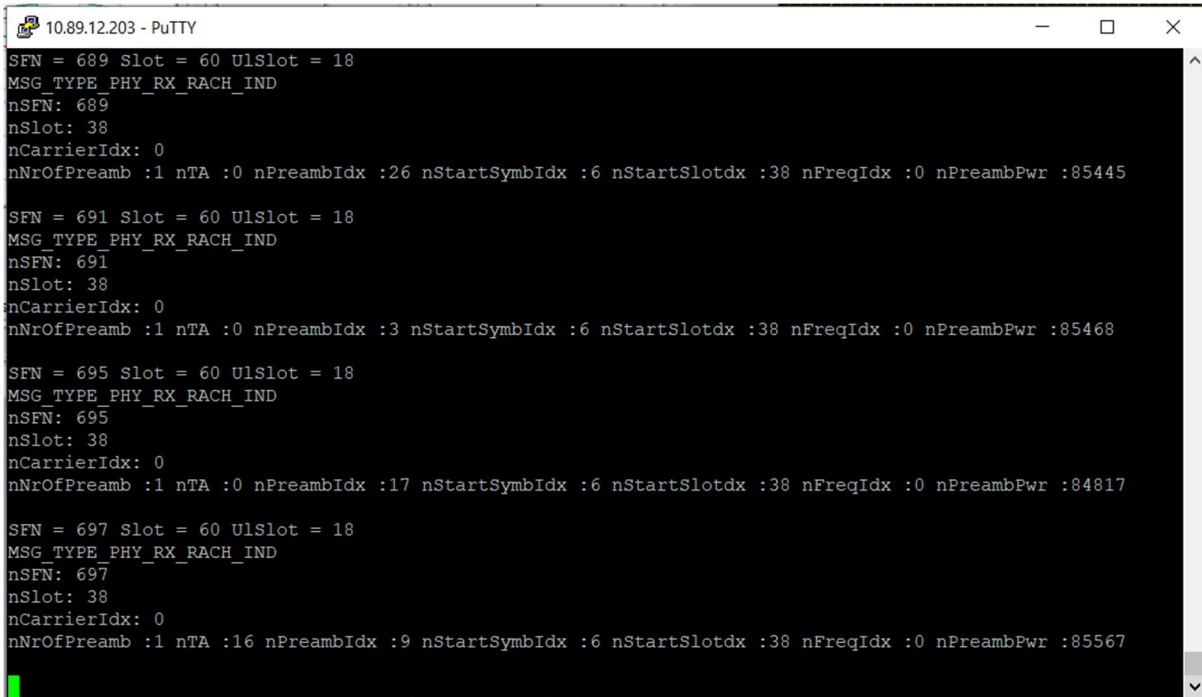 10.89.12.203 - PuTTY
SFN = 689 Slot = 60 UlSlot = 18
MSG_TYPE_PHY_RX_RACH_IND
nSFN: 689
nSlot: 38
nCarrierIdx: 0
nNrOfPreamb :1 nTA :0 nPreambIdx :26 nStartSymbIdx :6 nStartSlotdx :38 nFreqIdx :0 nPreambPwr :85445
SFN = 691 Slot = 60 UlSlot = 18
MSG_TYPE_PHY_RX_RACH_IND
nSFN: 691
nSlot: 38
nCarrierIdx: 0
nNrOfPreamb :1 nTA :0 nPreambIdx :3 nStartSymbIdx :6 nStartSlotdx :38 nFreqIdx :0 nPreambPwr :85468
SFN = 695 Slot = 60 UlSlot = 18
MSG_TYPE_PHY_RX_RACH_IND
nSFN: 695
nSlot: 38
nCarrierIdx: 0
nNrOfPreamb :1 nTA :0 nPreambIdx :17 nStartSymbIdx :6 nStartSlotdx :38 nFreqIdx :0 nPreambPwr :84817
SFN = 697 Slot = 60 UlSlot = 18
MSG_TYPE_PHY_RX_RACH_IND
nSFN: 697
nSlot: 38
nCarrierIdx: 0
nNrOfPreamb :1 nTA :16 nPreambIdx :9 nStartSymbIdx :6 nStartSlotdx :38 nFreqIdx :0 nPreambPwr :85567